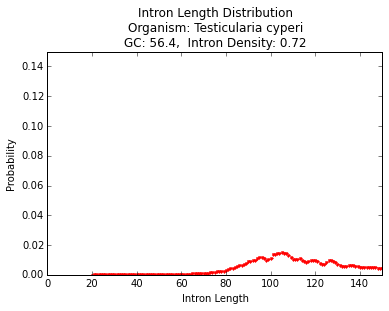 Intron Length Distribution
Organism: Testicularia cyperi
GC: 56.4,  Intron Density: 0.72
0.14
0.12
0.10
0.08
0.06
0.04
0.02
0.00
Probability
0 20 40 60 80 100 120 140
Intron Length